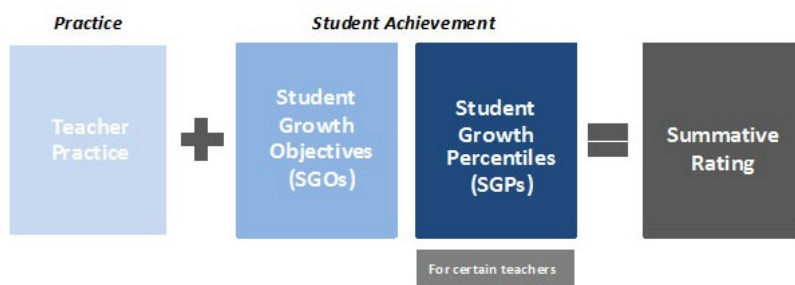 Practice
Student Achievement
Teacher
Practice
Student
Growth
Objectives
(SGOs)
Student
Growth
Percentiles
(SGPs)
Summative
Rating
For certain teachers